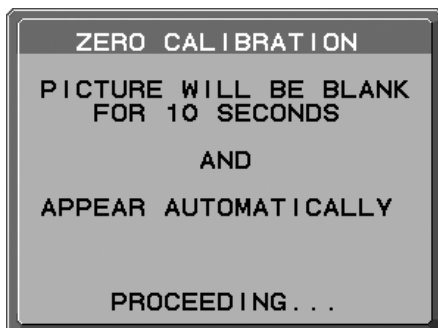 ZERO CALIBRATION
PICTURE WILL BE BLANK
FOR 10 SECONDS
AND
APPEAR AUTOMATICALLY
PROCEEDING...